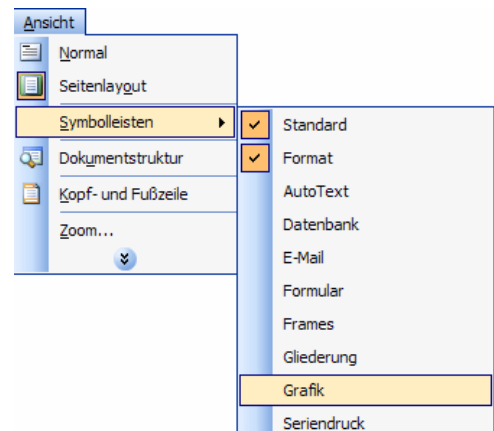 Ansicht
Normal
Seitenlayout
Symbolleisten
Dokumentstruktur
Kopf- und Fußzeile
Zoom...
Standard
Format
AutoText
Datenbank
E-Mail
Formular
Frames
Gliederung
Grafik
Seriendruck